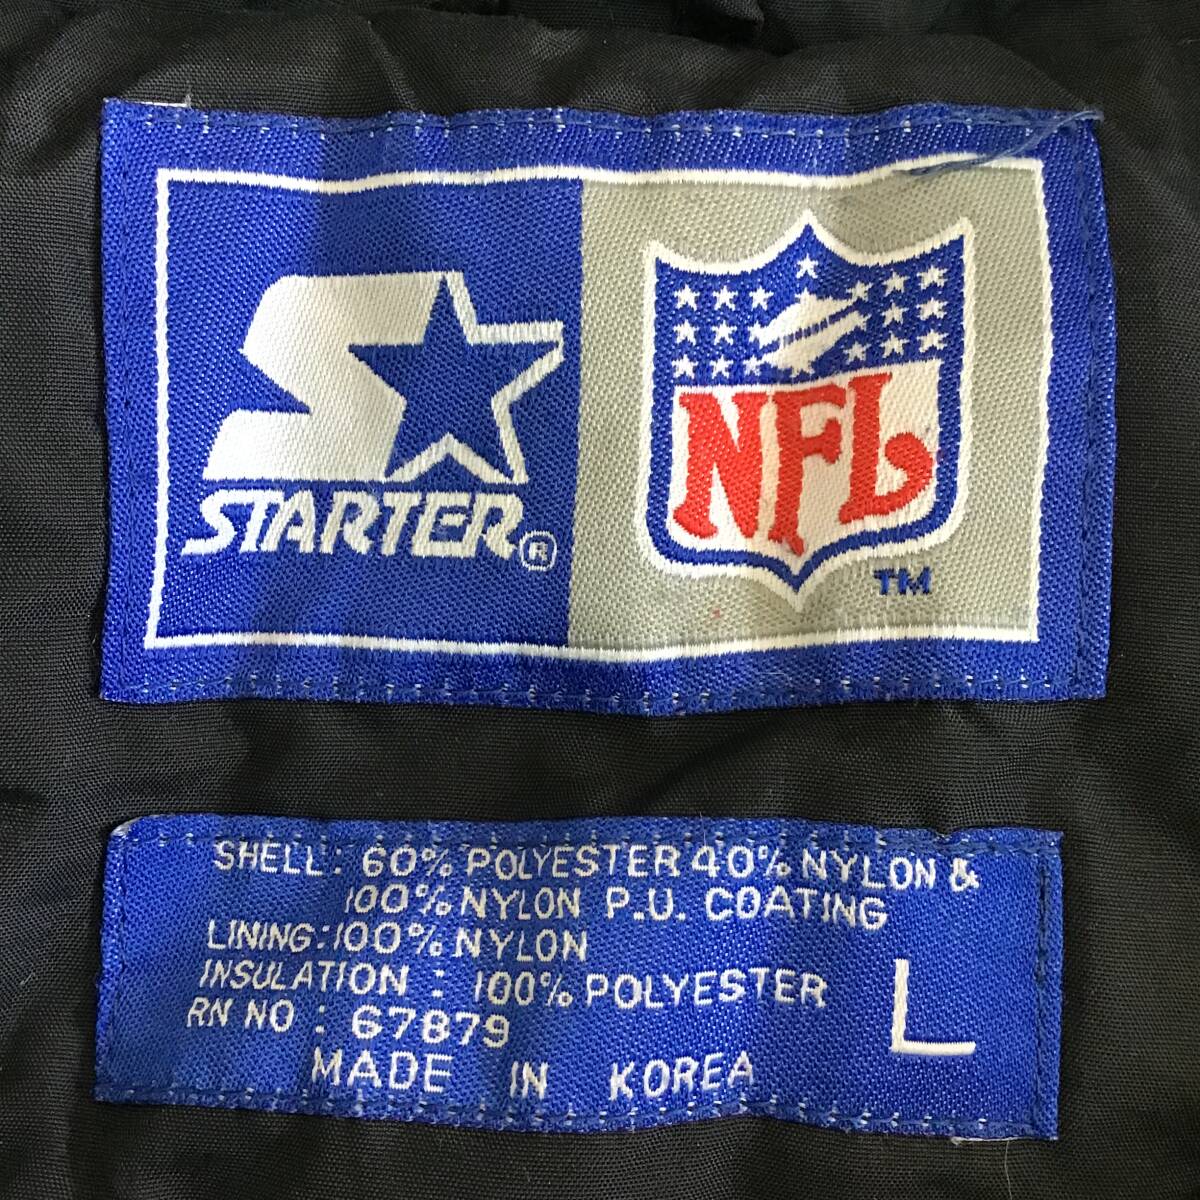 STARTER®
NFL
TM
SHELL: 60% POLYESTER 40% NYLON &
100% NYLON P.U. COATING
LINING: 100% NYLON
INSULATION : 100% POLYESTER
RN NO : 67879
MADE IN KOREA
L